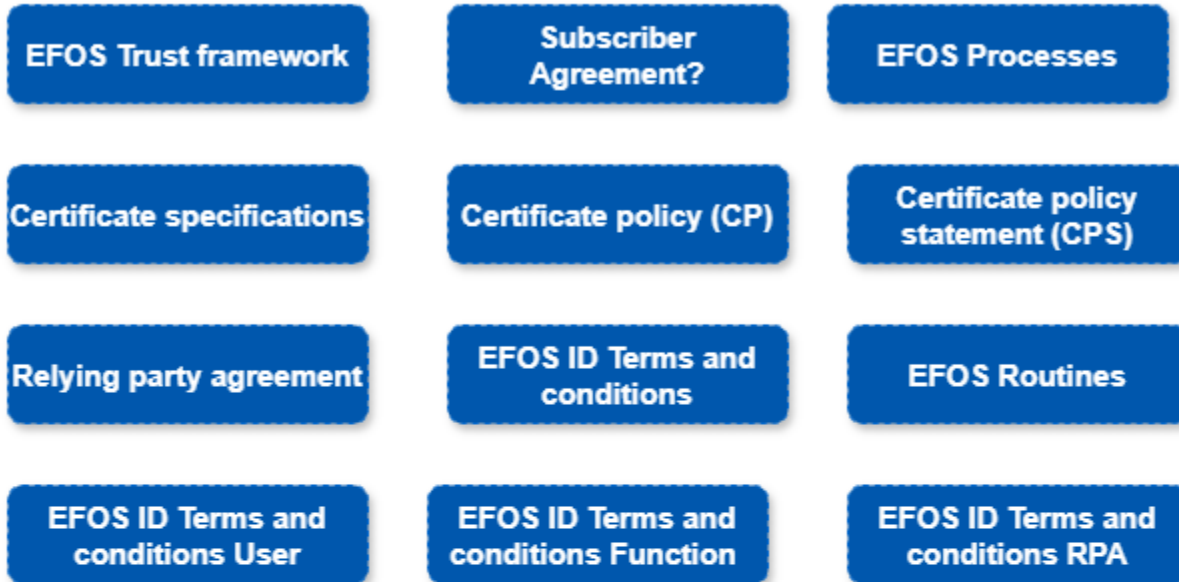 EFOS Trust framework
Subscriber
Agreement?
EFOS Processes
Certificate specifications
Certificate policy (CP)
Certificate policy
statement (CPS)
Relying party agreement
EFOS ID Terms and
conditions
EFOS Routines
EFOS ID Terms and
conditions User
EFOS ID Terms and
conditions Function
EFOS ID Terms and
conditions RPA